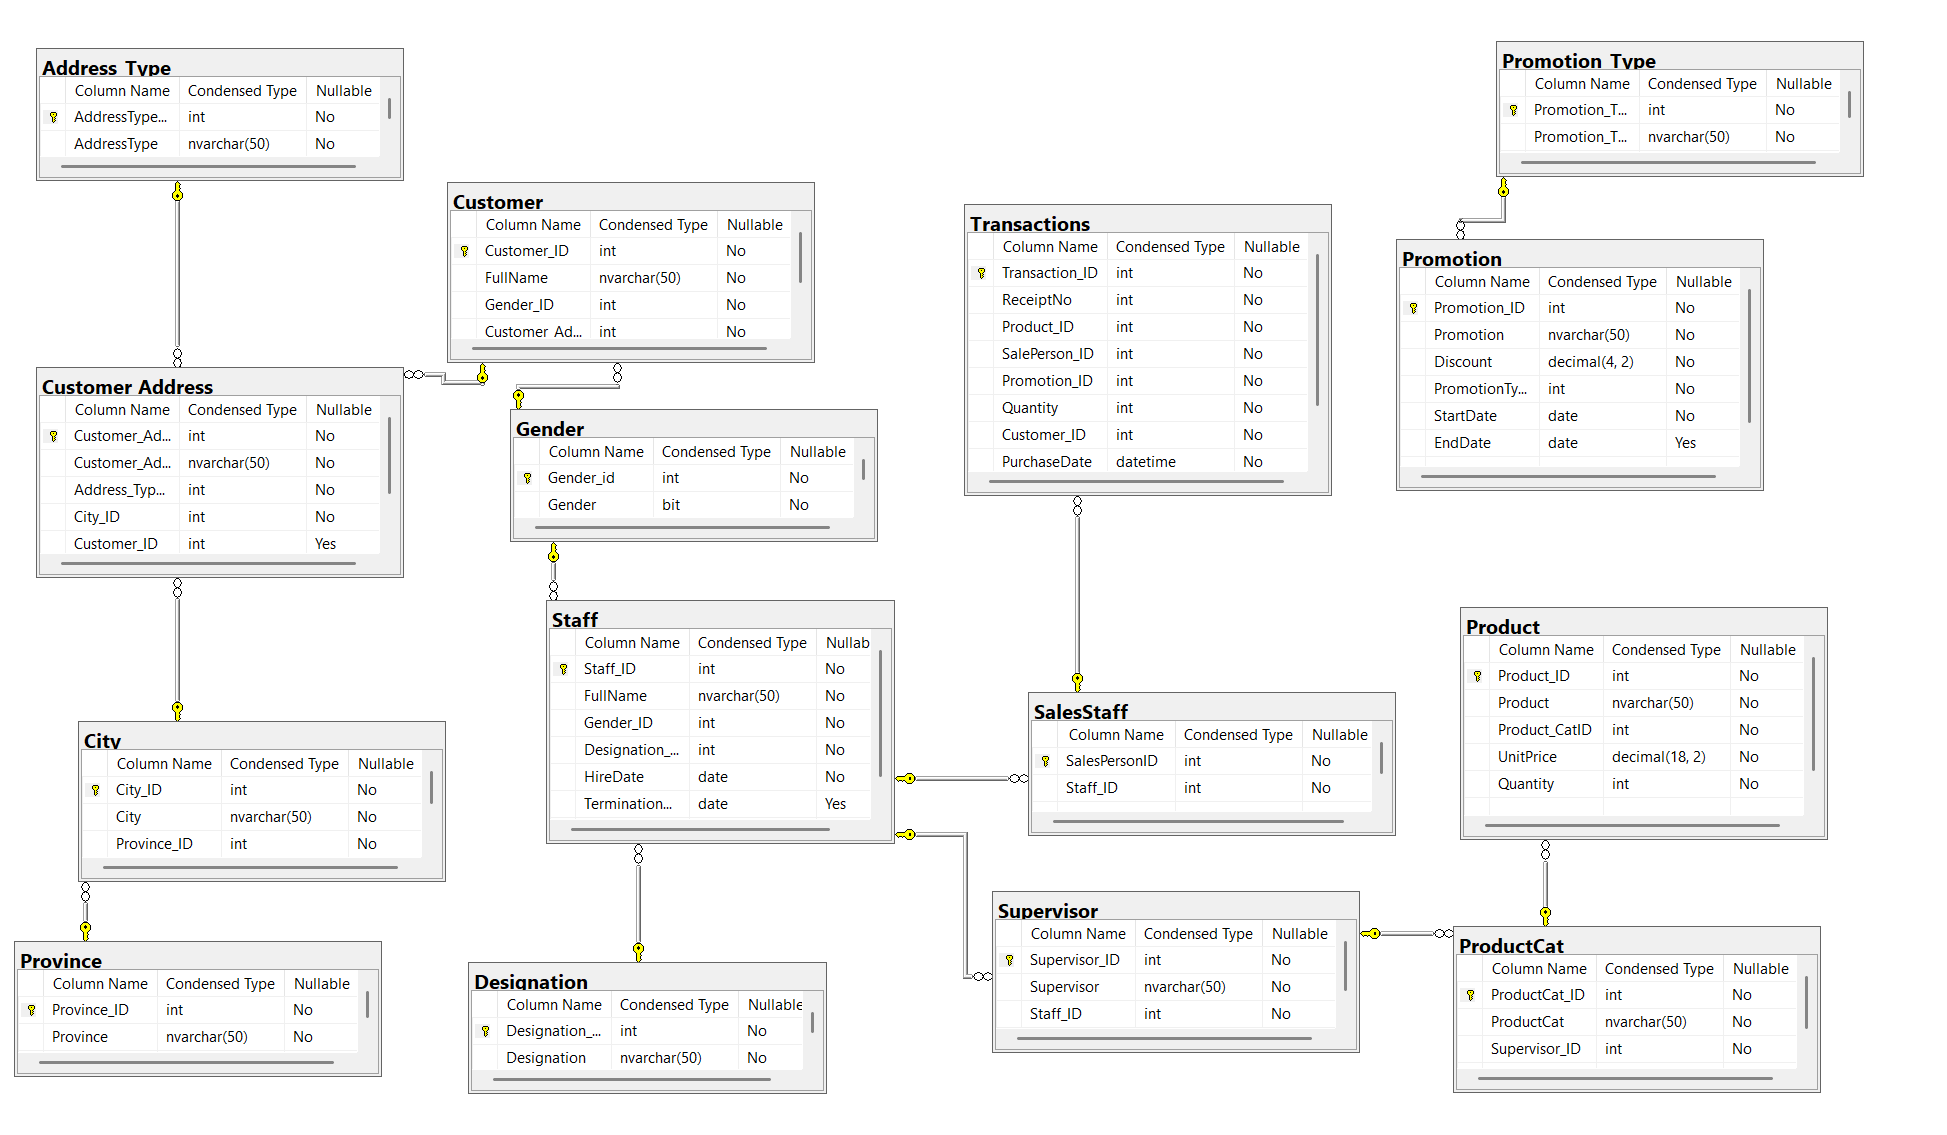 Address_Type
Column Name Condensed Type Nullable
AddressType... int No
AddressType nvarchar(50) No
Promotion_Type
Column Name Condensed Type Nullable
Promotion_T... int No
Promotion_T... nvarchar(50) No
Customer
Column Name Condensed Type Nullable
Customer_ID int No
FullName nvarchar(50) No
Gender_ID int No
Customer_Ad... int No
Transactions
Column Name Condensed Type Nullable
Transaction_ID int No
ReceiptNo int No
Product_ID int No
SalePerson_ID int No
Promotion_ID int No
Quantity int No
Customer_ID int No
PurchaseDate datetime No
Promotion
Column Name Condensed Type Nullable
Promotion_ID int No
Promotion nvarchar(50) No
Discount decimal(4, 2) No
PromotionTy... int No
StartDate date No
EndDate date Yes
Customer_Address
Column Name Condensed Type Nullable
Customer_Ad... int No
Customer_Ad... nvarchar(50) No
Address_Typ... int No
City_ID int No
Customer_ID int Yes
Gender
Column Name Condensed Type Nullable
Gender_id int No
Gender bit No
Staff
Column Name Condensed Type Nullab
Staff_ID int No
FullName nvarchar(50) No
Gender_ID int No
Designation_... int No
HireDate date No
Termination... date Yes
Product
Column Name Condensed Type Nullable
Product_ID int No
Product nvarchar(50) No
Product_CatID int No
UnitPrice decimal(18, 2) No
Quantity int No
SalesStaff
Column Name Condensed Type Nullable
SalesPersonID int No
Staff_ID int No
City
Column Name Condensed Type Nullable
City_ID int No
City nvarchar(50) No
Province_ID int No
Supervisor
Column Name Condensed Type Nullable
Supervisor_ID int No
Supervisor nvarchar(50) No
Staff_ID int No
ProductCat
Column Name Condensed Type Nullable
ProductCat_ID int No
ProductCat nvarchar(50) No
Supervisor_ID int No
Province
Column Name Condensed Type Nullable
Province_ID int No
Province nvarchar(50) No
Designation
Column Name Condensed Type Nullable
Designation_... int No
Designation nvarchar(50) No